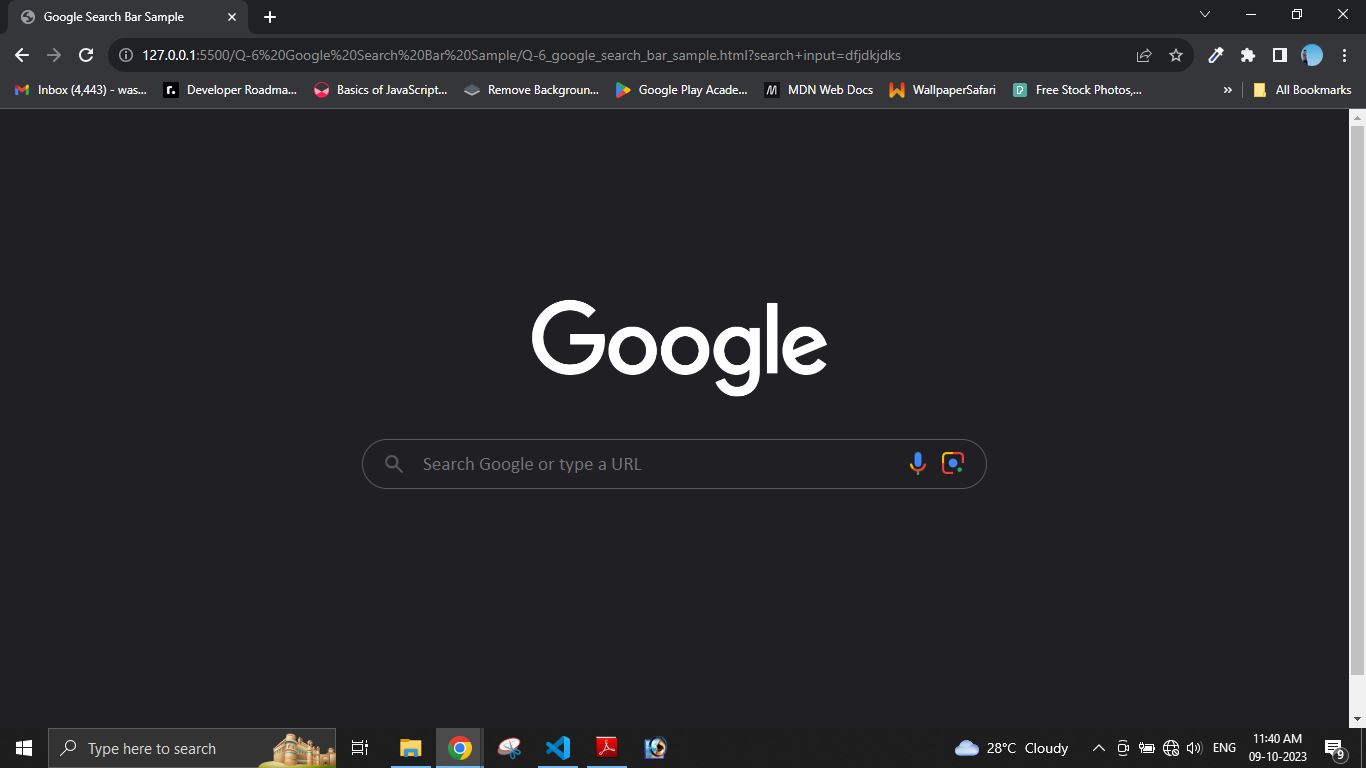 Google Search Bar Sample
127.0.0.1:5500/Q-6%20Google%20Search%20Bar%20Sample/Q-6_google_search_bar_sample.html?search+input=dfjdkjdks
Inbox (4,443) - was... r. Developer Roadma... Basics of JavaScript... Remove Backgroun... Google Play Acade... M MDN Web Docs WallpaperSafari Free Stock Photos,... » All Bookmarks
Google
Search Google or type a URL
Type here to search 28°C Cloudy ENG 11:40 AM
09-10-2023 9